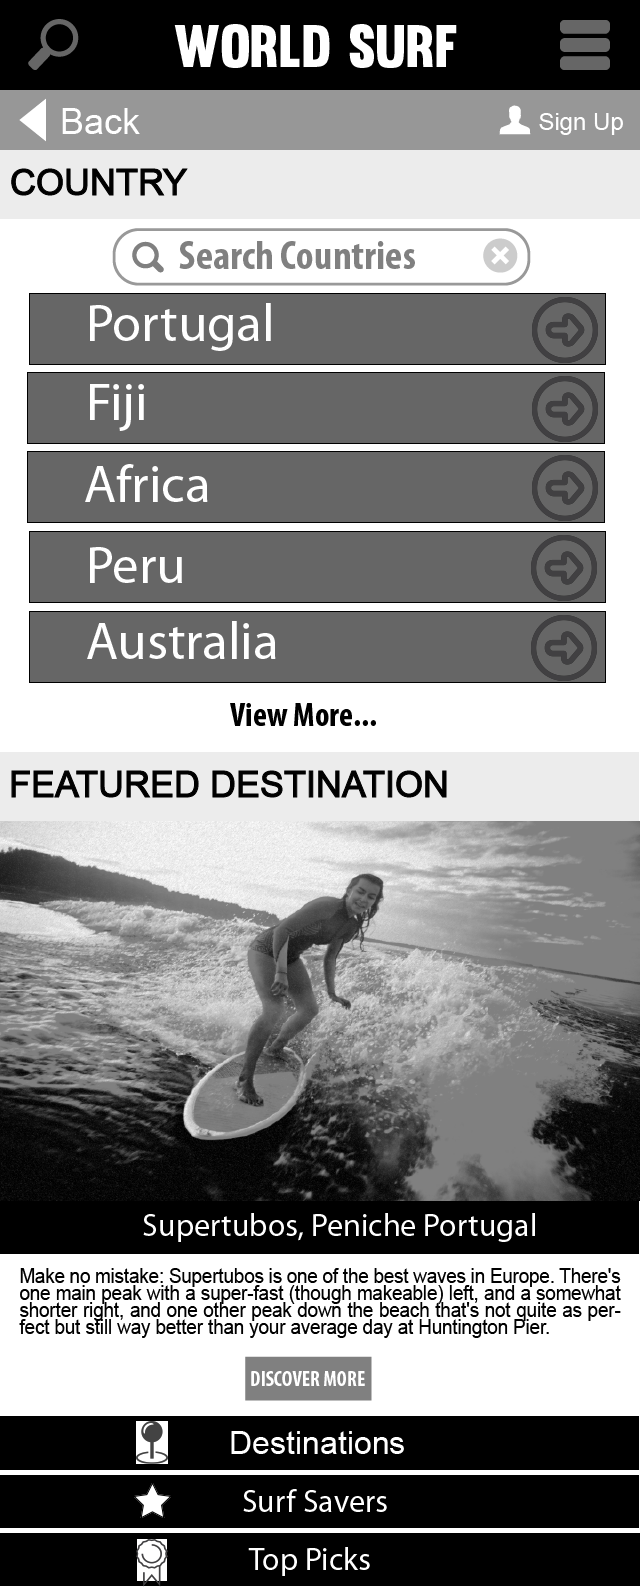 WORLD SURF
Back
Sign Up
COUNTRY
Search Countries
Portugal
Fiji
Africa
Peru
Australia
View More...
FEATURED DESTINATION
Supertubos, Peniche Portugal
Make no mistake: Supertubos is one of the best waves in Europe. There's
one main peak with a super-fast (though makeable) left, and a somewhat
shorter right, and one other peak down the beach that's not quite as per-
fect but still way better than your average day at Huntington Pier.
DISCOVER MORE
Destinations
Surf Savers
Top Picks